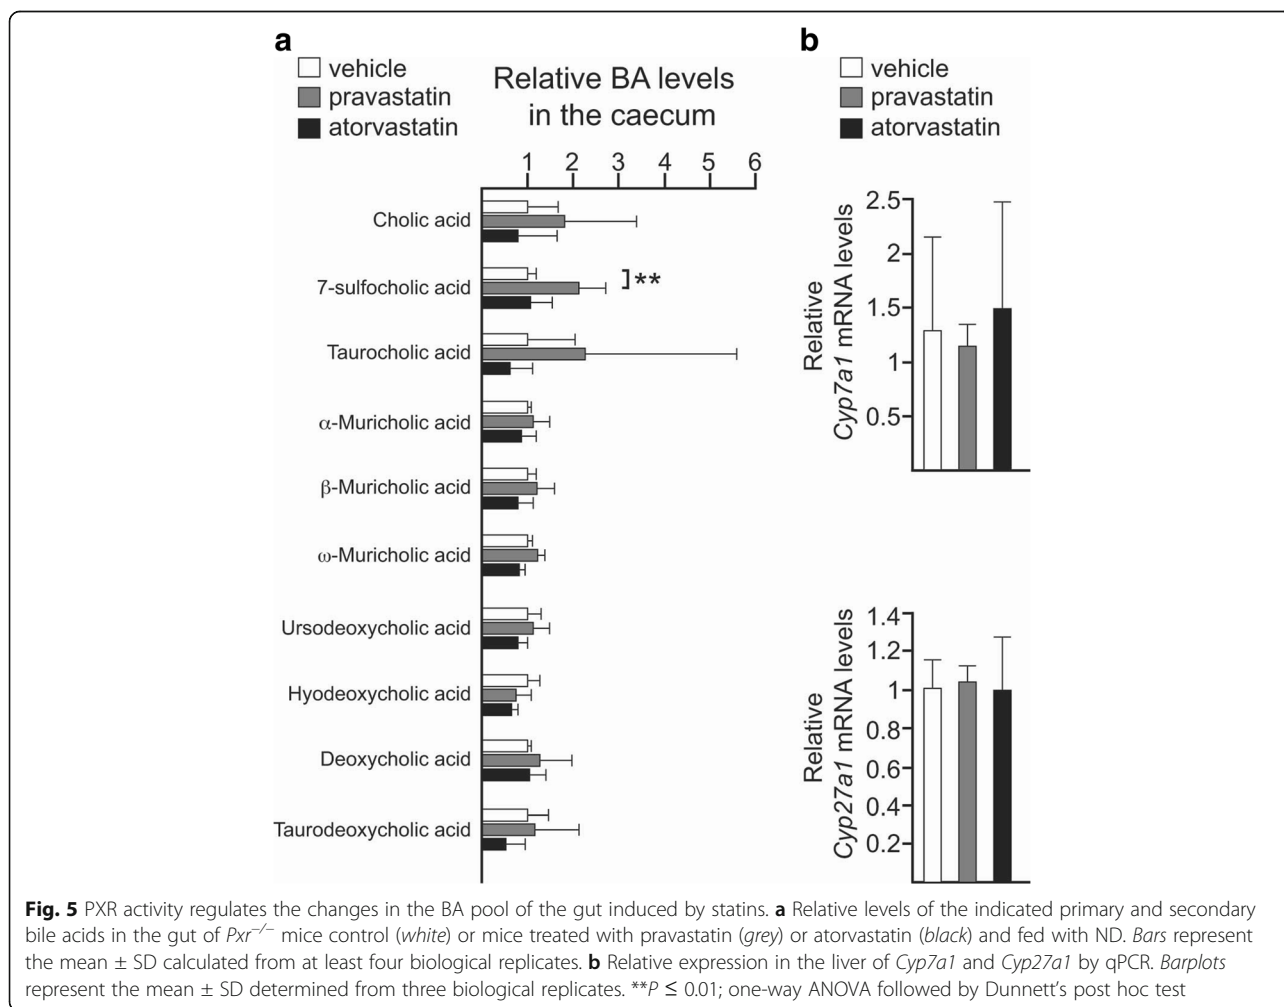 a
vehicle
pravastatin
atorvastatin
Relative BA levels
in the caecum
1 2 3 4 5 6
Cholic acid
7-sulfocholic acid
**
Taurocholic acid
α-Muricholic acid
β-Muricholic acid
ω-Muricholic acid
Ursodeoxycholic acid
Hyodeoxycholic acid
Deoxycholic acid
Taurodeoxycholic acid
b
vehicle
pravastatin
atorvastatin
Relative
Cyp7a1 mRNA levels
2.5
2
1.5
1
0.5
Relative
Cyp27a1 mRNA levels
1.4
1.2
1
0.8
0.6
0.4
0.2
Fig. 5 PXR activity regulates the changes in the BA pool of the gut induced by statins. a Relative levels of the indicated primary and secondary
bile acids in the gut of Pxr−/− mice control (white) or mice treated with pravastatin (grey) or atorvastatin (black) and fed with ND. Bars represent
the mean ± SD calculated from at least four biological replicates. b Relative expression in the liver of Cyp7a1 and Cyp27a1 by qPCR. Barplots
represent the mean ± SD determined from three biological replicates. **P ≤ 0.01; one-way ANOVA followed by Dunnett’s post hoc test